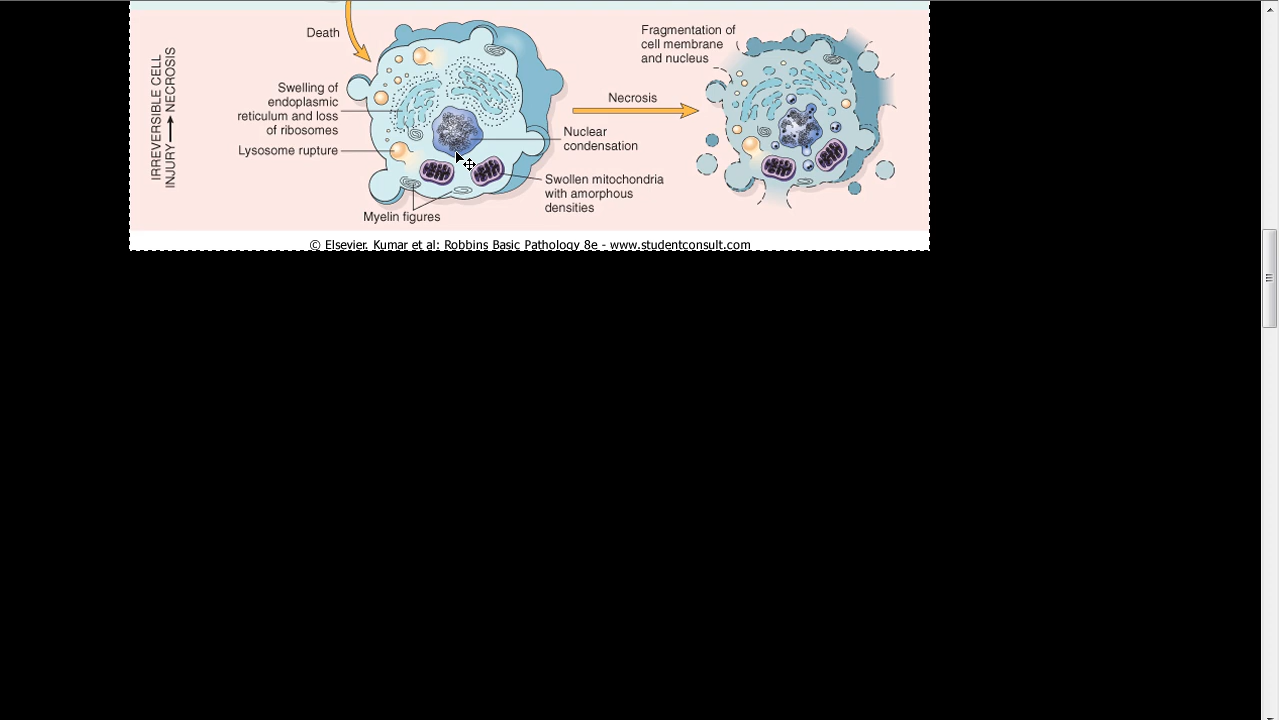 Death
Fragmentation of
cell membrane
and nucleus
IRREVERSIBLE CELL
INJURY → NECROSIS
Swelling of
endoplasmic
reticulum and loss
of ribosomes
Necrosis
Nuclear
condensation
Lysosome rupture
Swollen mitochondria
with amorphous
densities
Myelin figures
© Elsevier. Kumar et al: Robbins Basic Pathology 8e - www.studentconsult.com